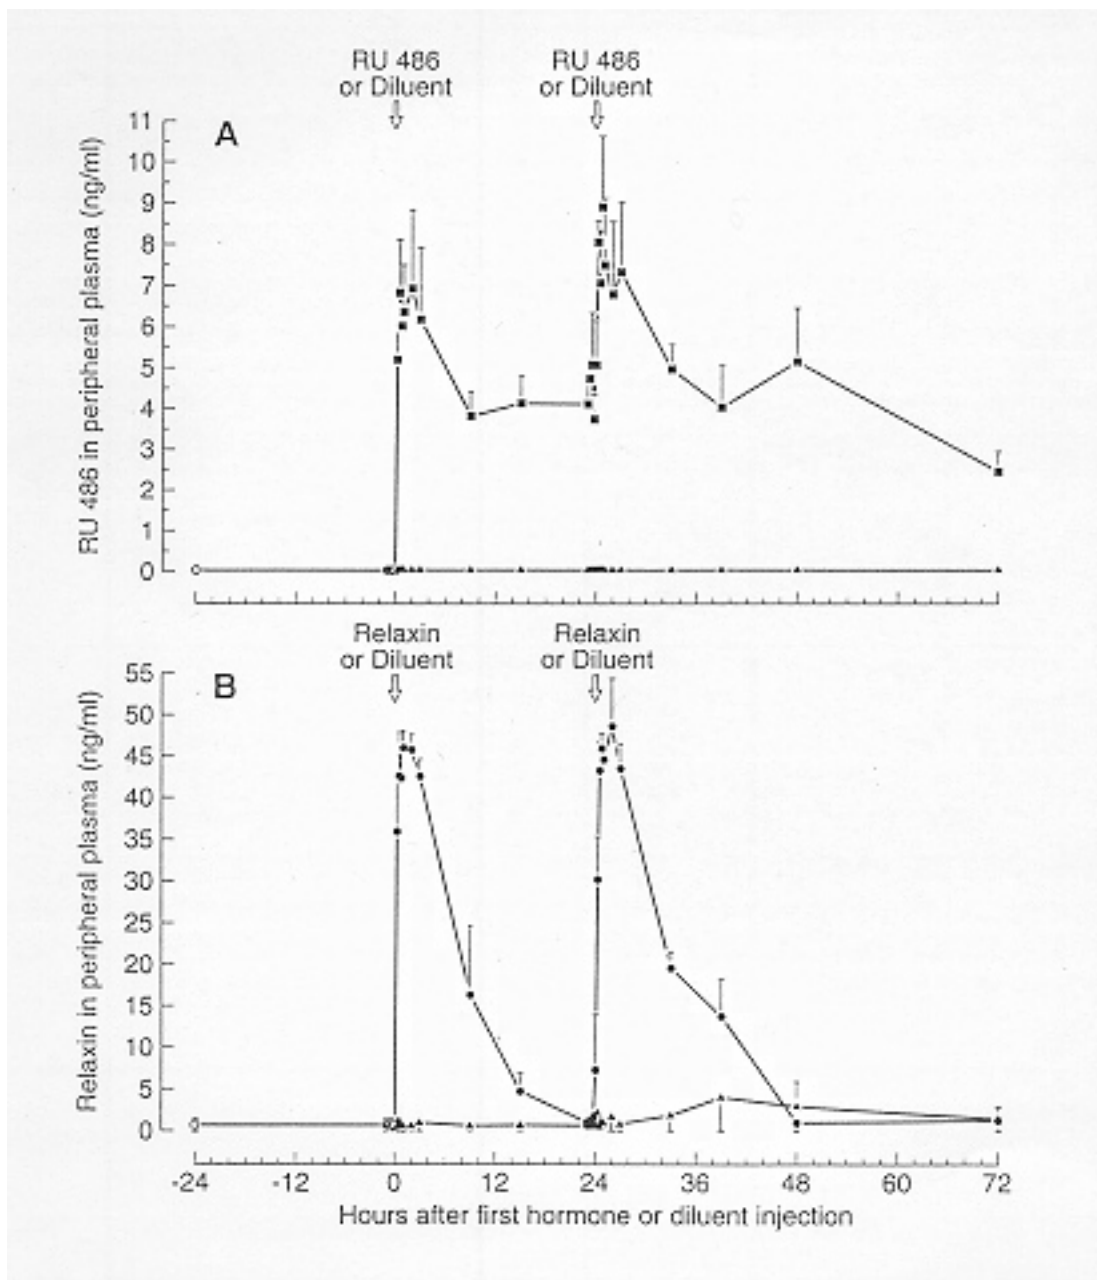 RU 486 RU 486
or Diluent or Diluent
A
11
10
9
8
7
6
5
4
3
2
1
0
RU 486 in peripheral plasma (ng/ml)
Relaxin Relaxin
or Diluent or Diluent
B
55
50
45
40
35
30
25
20
15
10
5
0
Relaxin in peripheral plasma (ng/ml)
-24 -12 0 12 24 36 48 60 72
Hours after first hormone or diluent injection